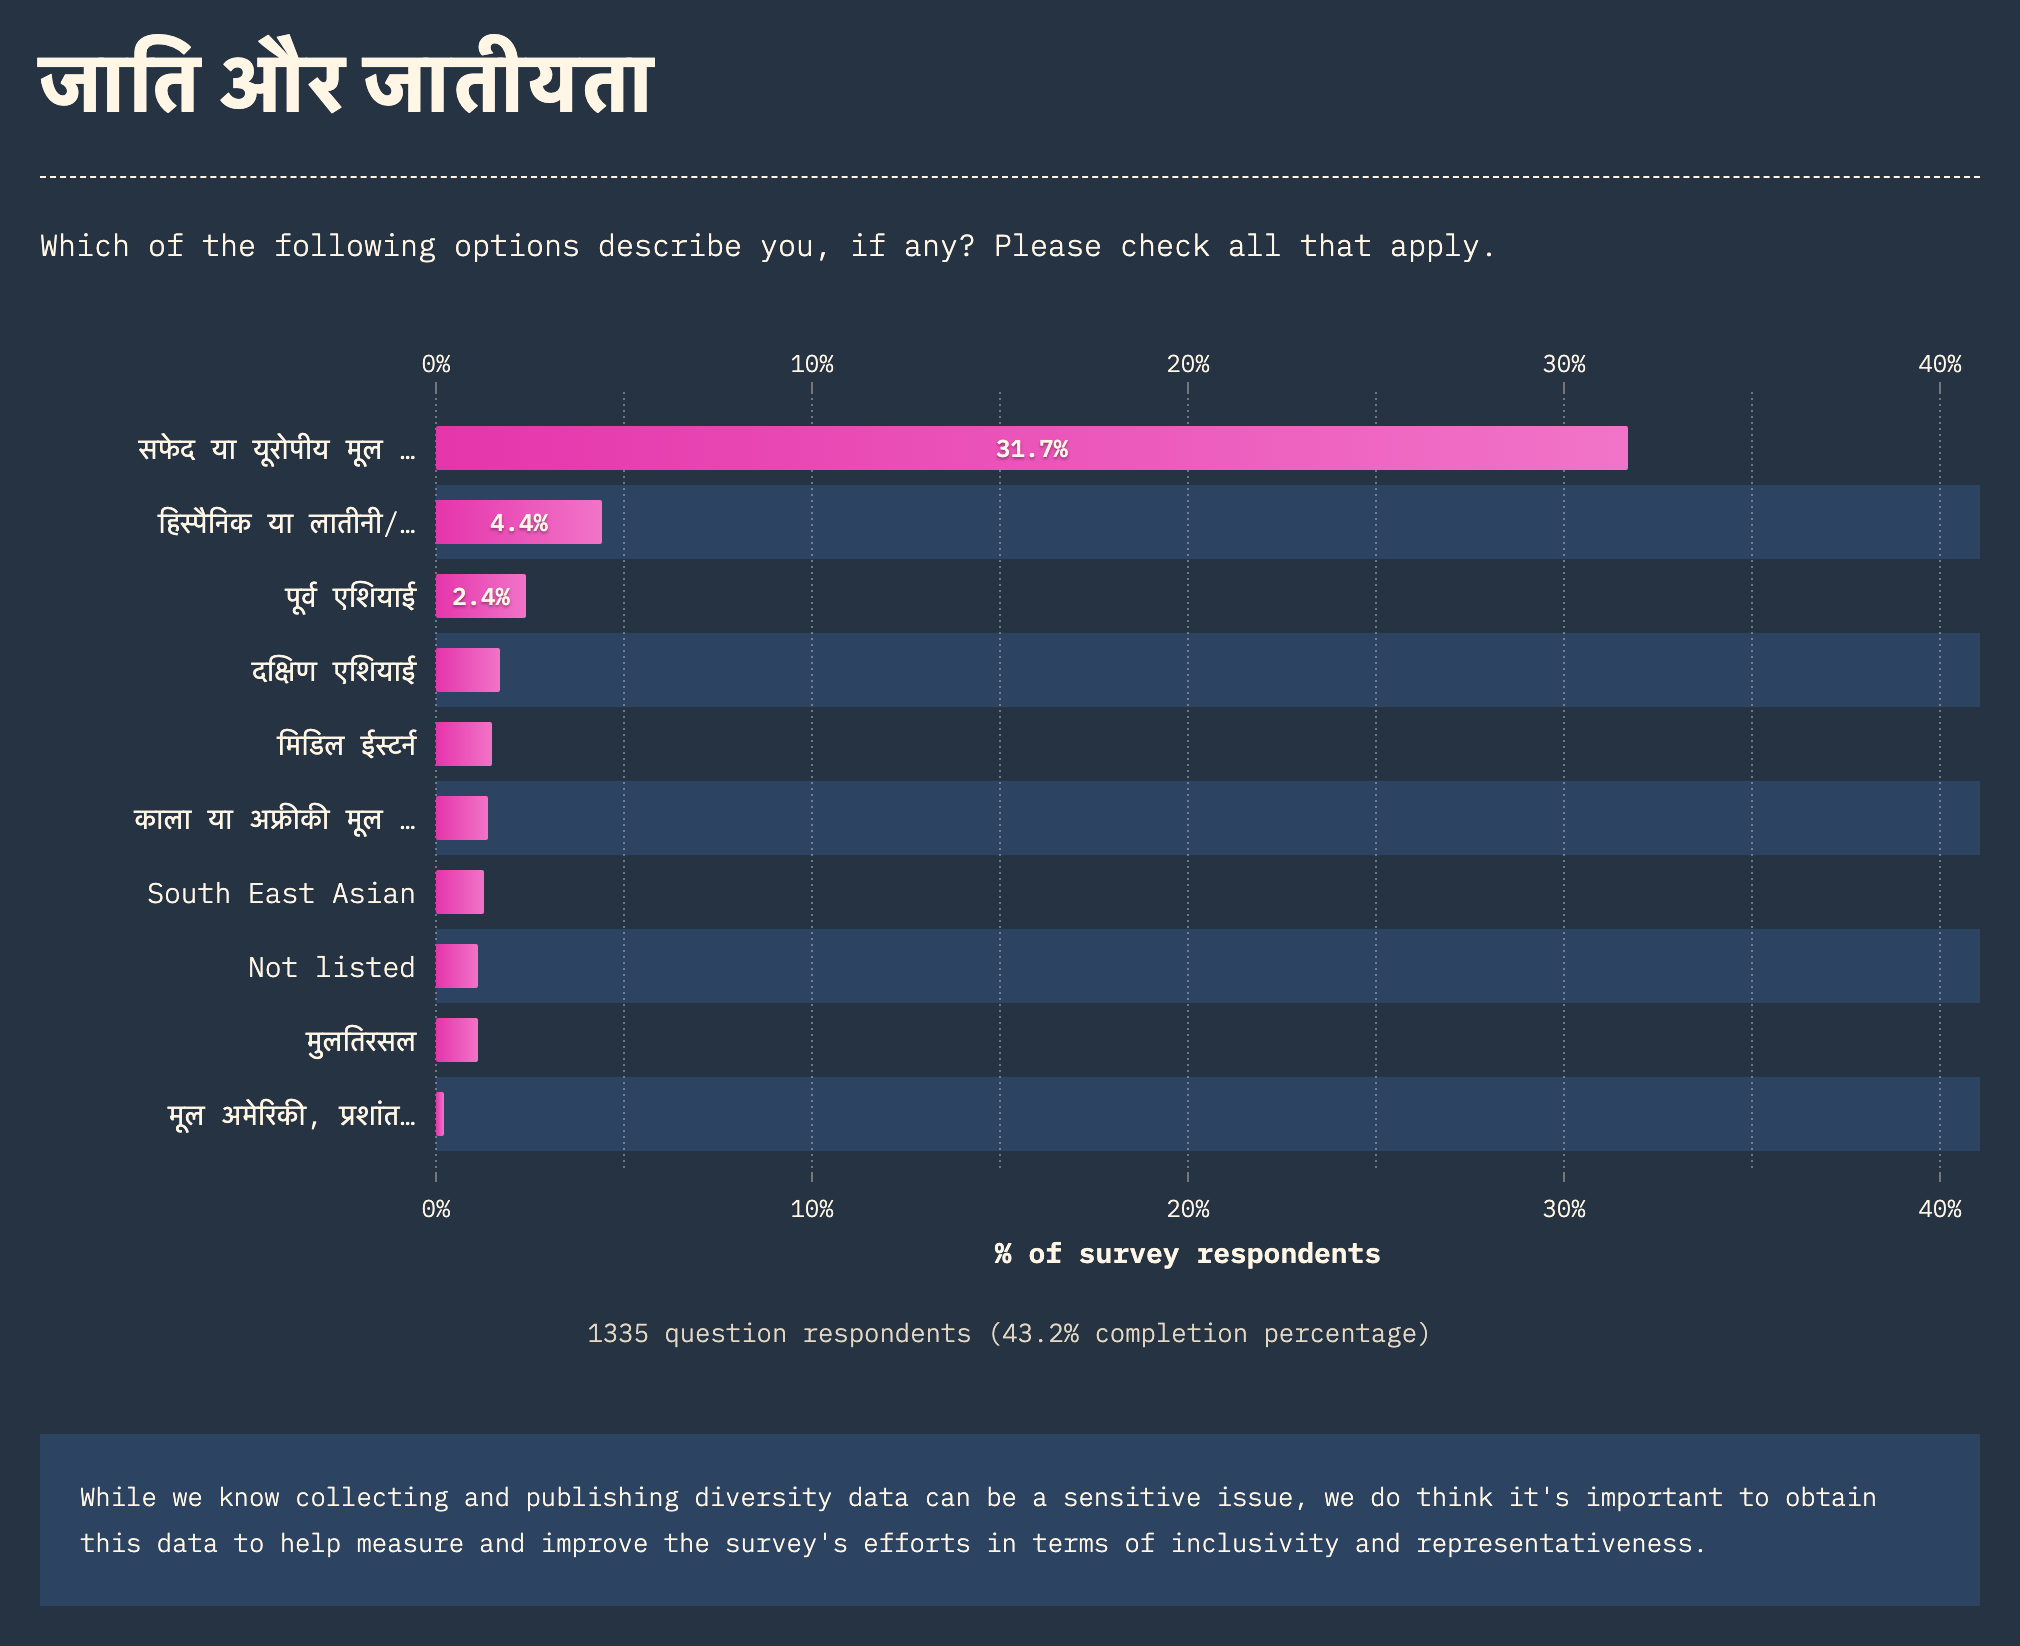 जाति और जातीयता
Which of the following options describe you, if any? Please check all that apply.
0% 10% 20% 30% 40%
सफेद या यूरोपीय मूल … 31.7%
हिस्पैनिक या लातीनी/… 4.4%
पूर्व एशियाई 2.4%
दक्षिण एशियाई
मिडिल ईस्टर्न
काला या अफ्रीकी मूल …
South East Asian
Not listed
मुलतिरसल
मूल अमेरिकी, प्रशांत…
0% 10% 20% 30% 40%
% of survey respondents
1335 question respondents (43.2% completion percentage)
While we know collecting and publishing diversity data can be a sensitive issue, we do think it's important to obtain
this data to help measure and improve the survey's efforts in terms of inclusivity and representativeness.